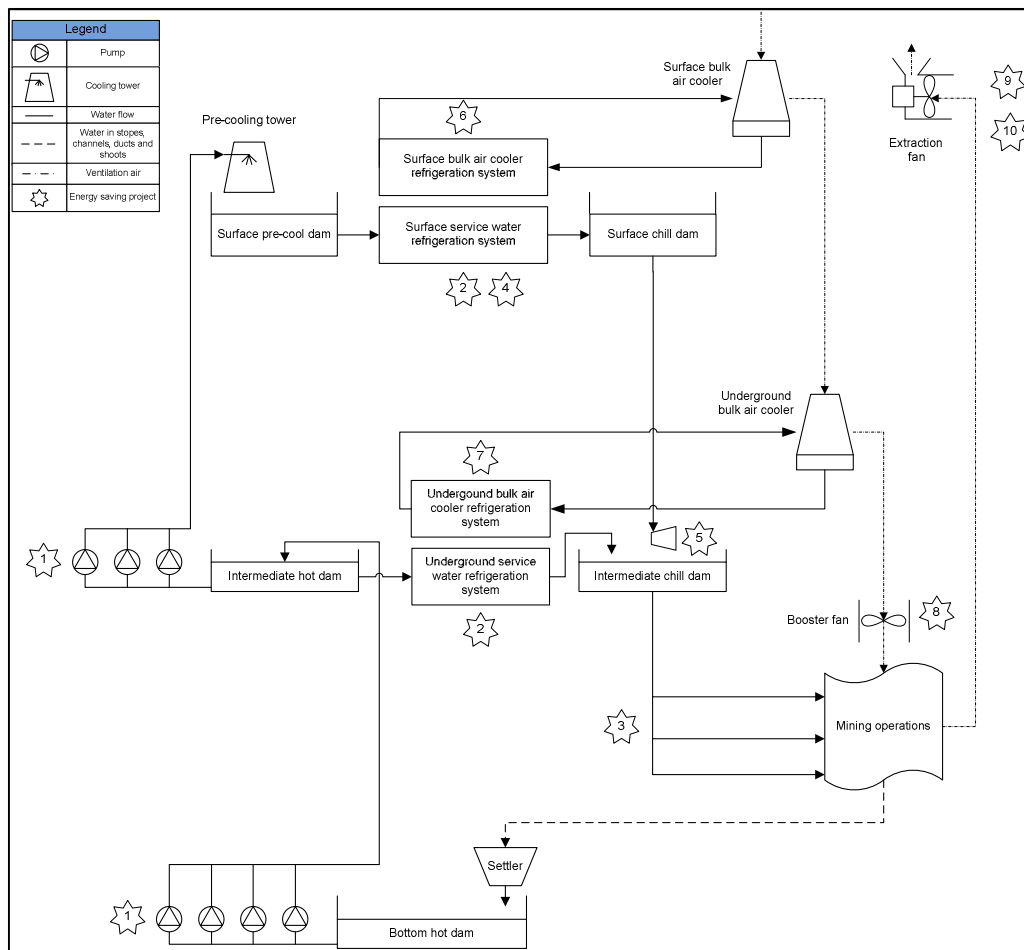 Legend
Pump
Cooling tower
Water flow
Water in stopes,
channels, ducts and
shoots
Ventilation air
Energy saving project
Pre-cooling tower
Surface bulk
air cooler
Extraction
fan
9
10
6
Surface bulk air cooler
refrigeration system
Surface pre-cool dam
Surface service water
refrigeration system
Surface chill dam
2
4
Underground
bulk air cooler
7
Undergound bulk air
cooler refrigeration
system
5
1
Intermediate hot dam
Underground service
water refrigeration
system
Intermediate chill dam
2
Booster fan
8
3
Mining operations
Settler
1
Bottom hot dam